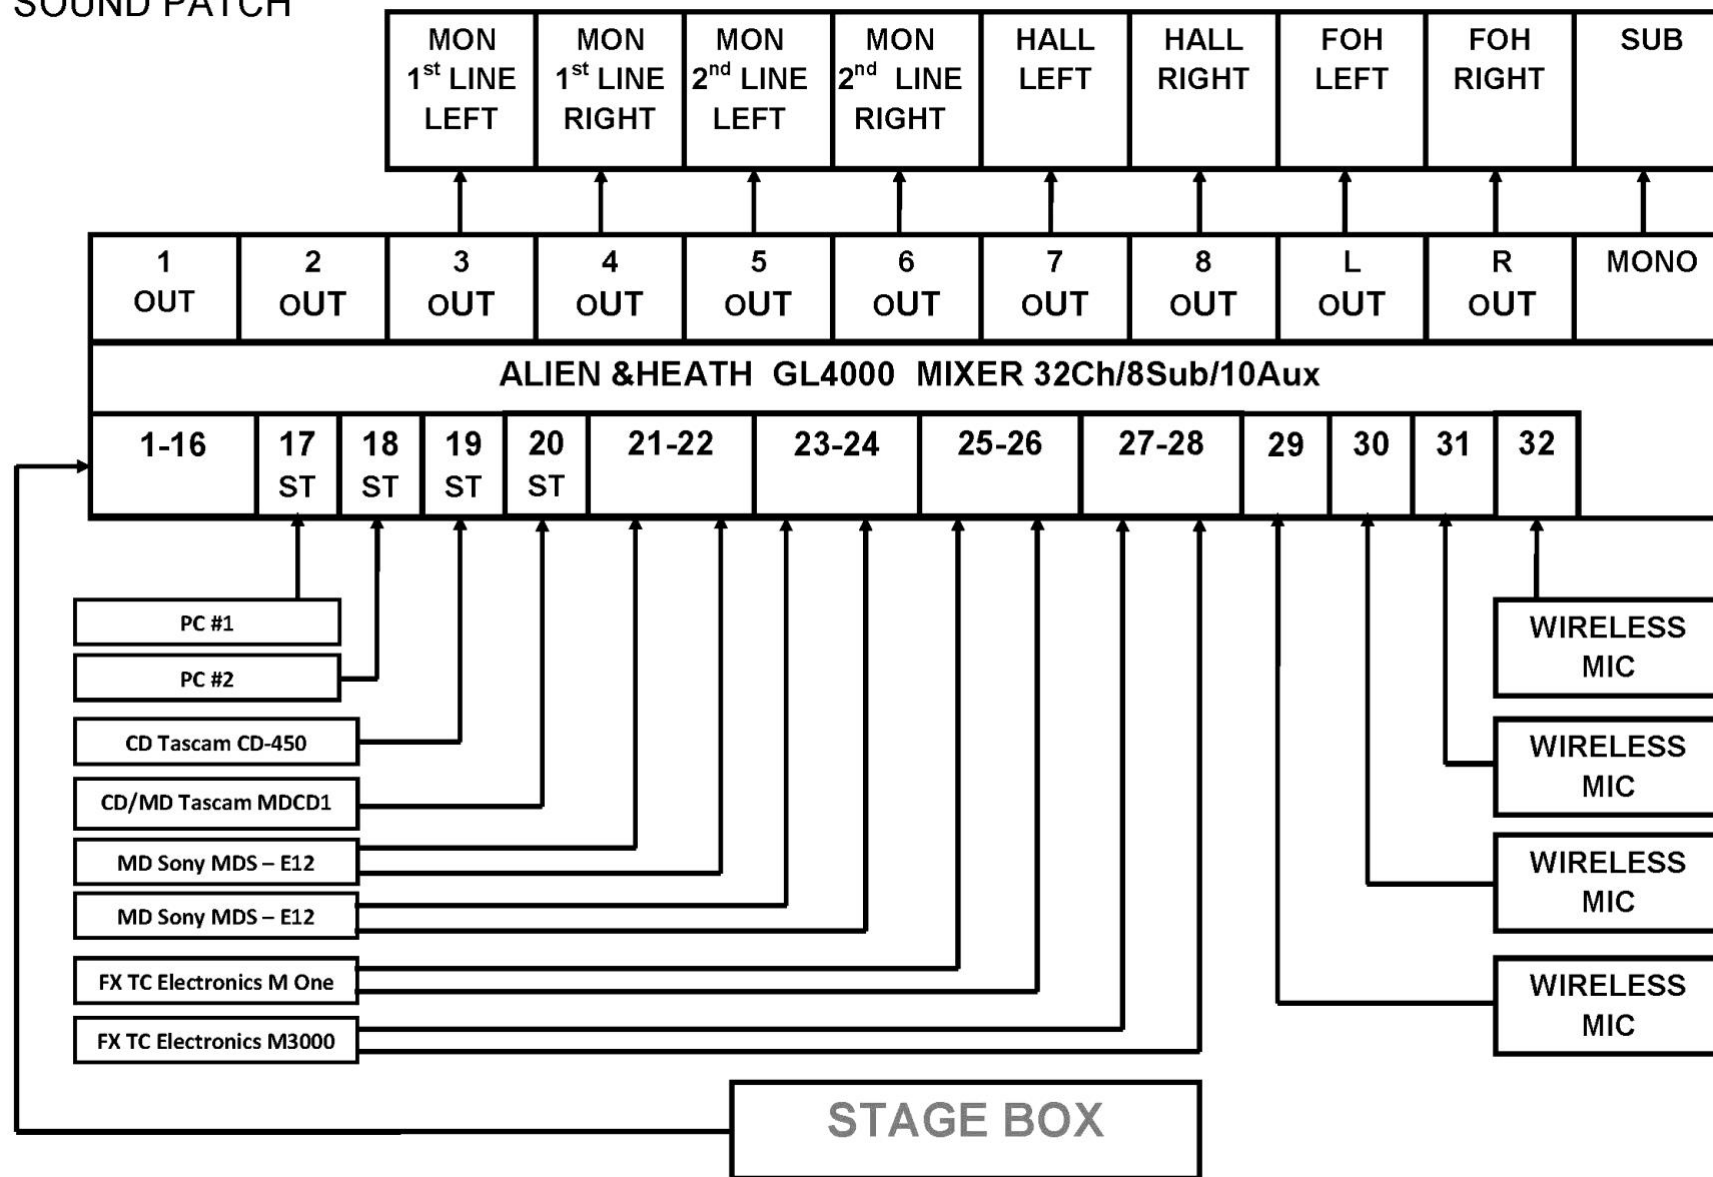 SOUND PATCH
MON MON MON MON HALL HALL FOH FOH SUB
1st LINE 1st LINE 2nd LINE 2nd LINE LEFT RIGHT LEFT RIGHT
LEFT RIGHT LEFT RIGHT
1 2 3 4 5 6 7 8 L R MONO
OUT OUT OUT OUT OUT OUT OUT OUT OUT OUT
ALIEN &HEATH GL4000 MIXER 32Ch/8Sub/10Aux
1-16 17 18 19 20 21-22 23-24 25-26 27-28 29 30 31 32
ST ST ST ST
PC #1
PC #2
CD Tascam CD-450
CD/MD Tascam MDCD1
MD Sony MDS – E12
MD Sony MDS – E12
FX TC Electronics M One
FX TC Electronics M3000
WIRELESS
MIC
WIRELESS
MIC
WIRELESS
MIC
WIRELESS
MIC
STAGE BOX